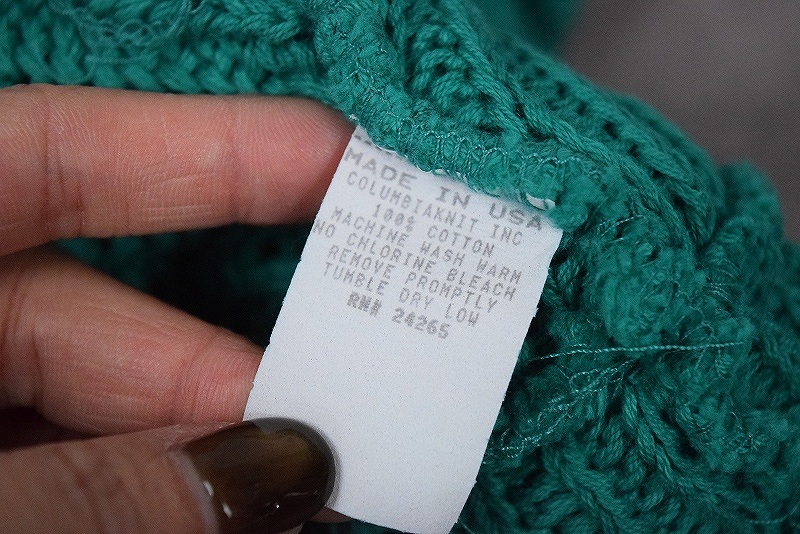 MADE IN USA
COLUMBIAKNIT INC
100% COTTON
MACHINE WASH WARM
NO CHLORINE BLEACH
REMOVE PROMPTLY
TUMBLE DRY LOW
RN# 24265